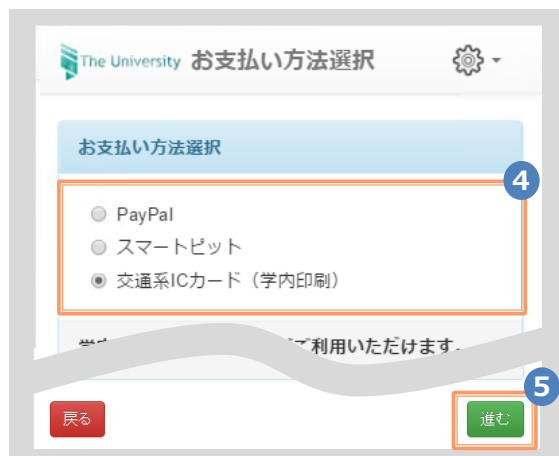 The University お支払い方法選択
お支払い方法選択
4
PayPal
スマートピット
交通系ICカード（学内印刷）
ご利用いただけます。
5
戻る
進む